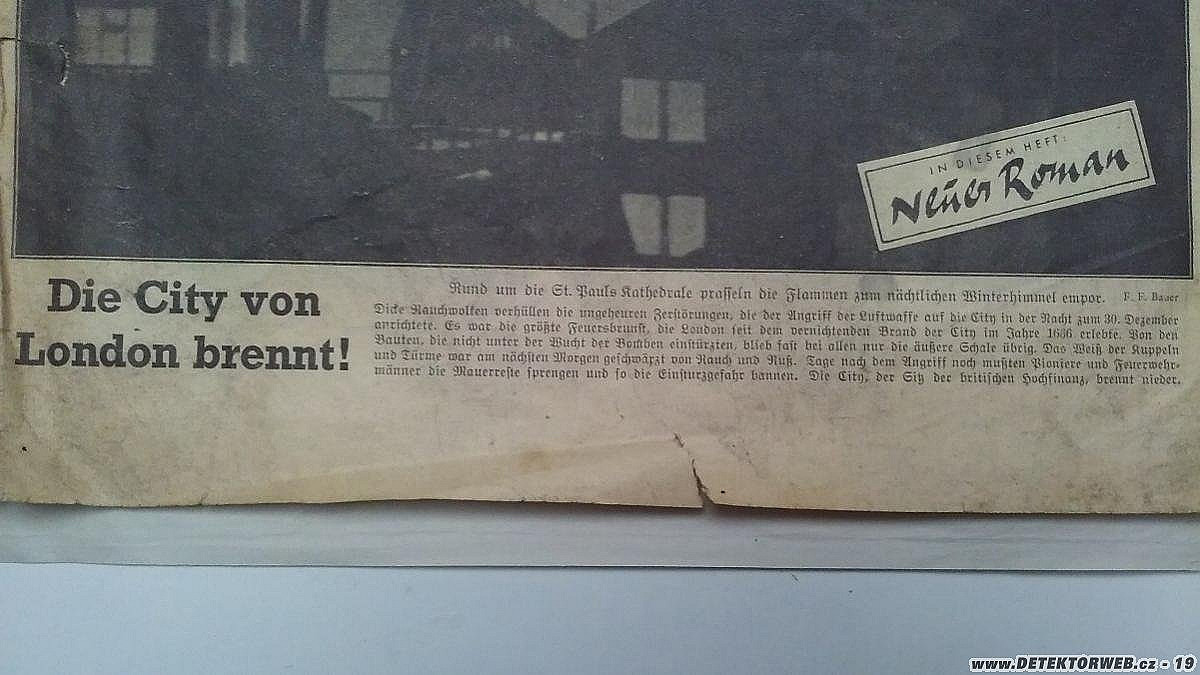 IN DIESEM HEFT:
Neuer Roman
Die City von
London brennt!
Rund um die St. Pauls Kathedrale prasseln die Flammen zum nächtlichen Winterhimmel empor. F. F. Bauer
Dicke Rauchwolken verhüllen die ungeheuren Zerstörungen, die der Angriff der Luftwaffe auf die City in der Nacht zum 30. Dezember
anrichtete. Es war die größte Feuersbrunst, die London seit dem vernichtenden Brand der City im Jahre 1666 erlebte. Von den
Bauten, die nicht unter der Wucht der Bomben einstürzten, blieb fast bei allen nur die äußere Schale übrig. Das Weiß der Kuppeln
und Türme war am nächsten Morgen geschwärzt von Rauch und Ruß. Tage nach dem Angriff noch mußten Pioniere und Feuerwehr-
männer die Mauerreste sprengen und so die Einsturzgefahr bannen. Die City, der Sitz der britischen Hochfinanz, brennt nieder.
www.DETEKTORWEB.cz - 19